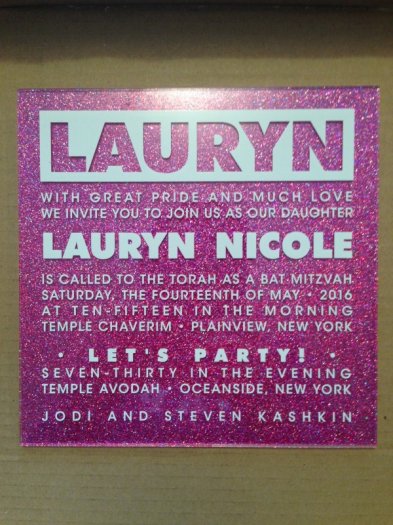 LAURYN
WITH GREAT PRIDE AND MUCH LOVE
WE INVITE YOU TO JOIN US AS OUR DAUGHTER
LAURYN NICOLE
IS CALLED TO THE TORAH AS A BAT MITZVAH
SATURDAY, THE FOURTEENTH OF MAY • 2016
AT TEN-FIFTEEN IN THE MORNING
TEMPLE CHAVERIM • PLAINVIEW, NEW YORK
• LET'S PARTY! •
SEVEN-THIRTY IN THE EVENING
TEMPLE AVODAH • OCEANSIDE, NEW YORK
JODI AND STEVEN KASHKIN